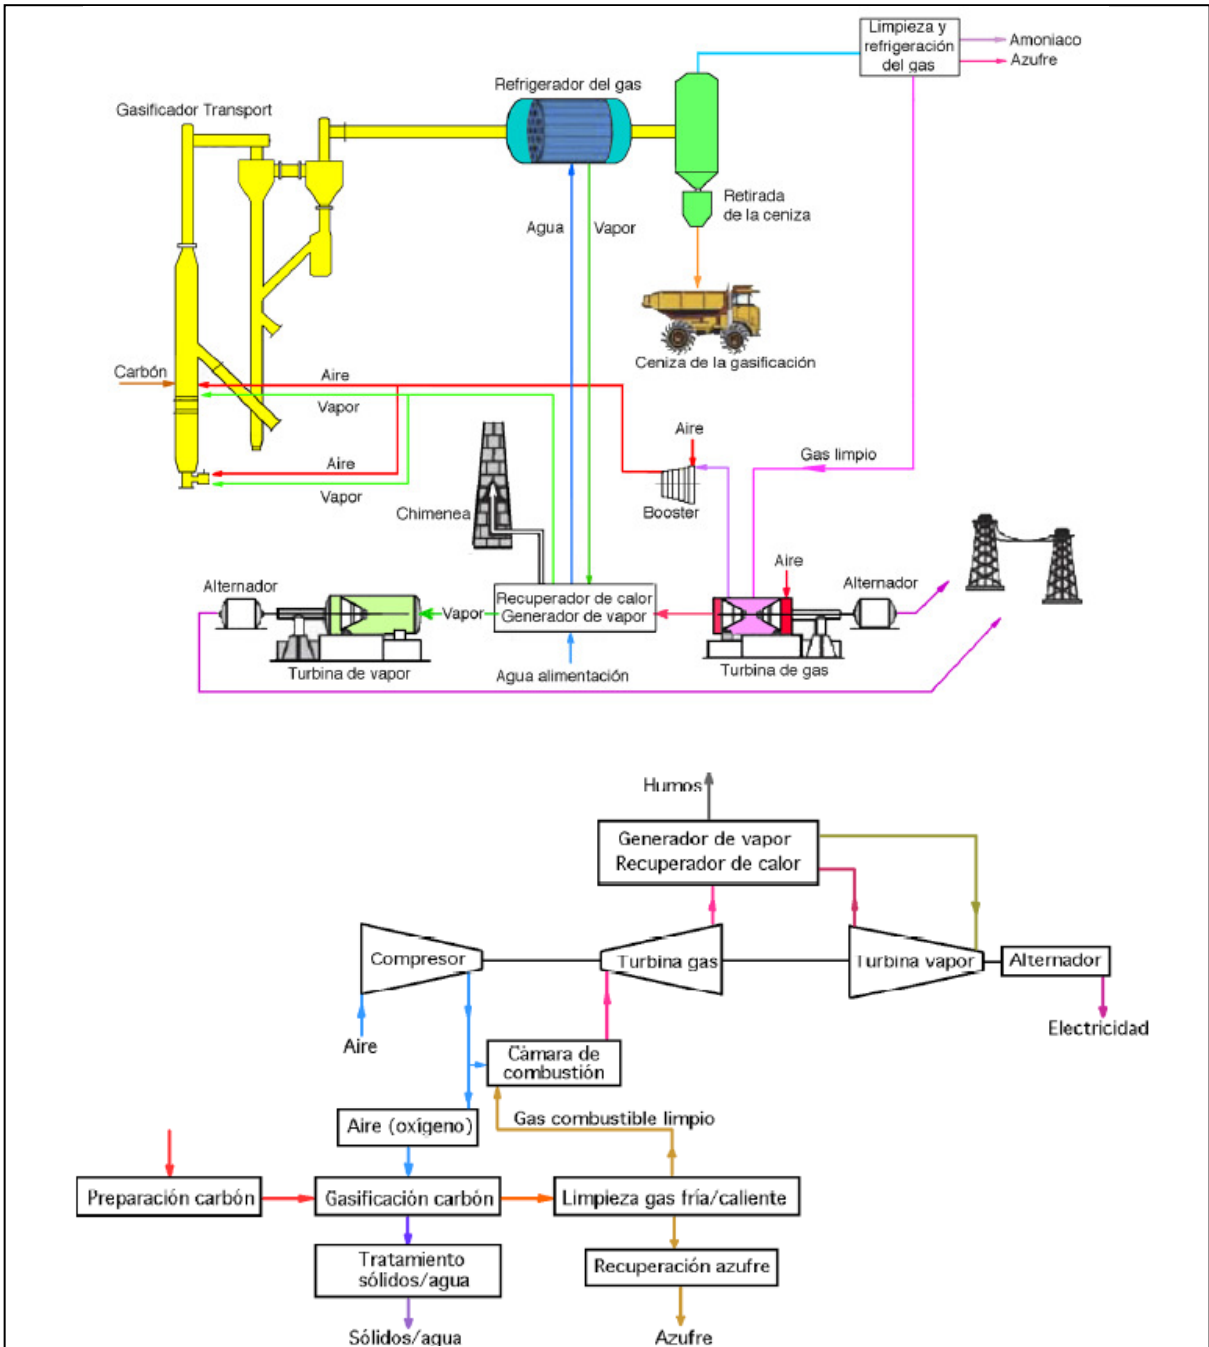 Limpieza y
refrigeración
del gas
Amoniaco
Azufre
Refrigerador del gas
Gasificador Transport
Retirada
de la ceniza
Agua
Vapor
Ceniza de la gasificación
Carbón
Aire
Vapor
Aire
Gas limpio
Aire
Vapor
Chimenea
Booster
Aire
Alternador
Alternador
Recuperador de calor
Generador de vapor
Vapor
Turbina de vapor
Agua alimentación
Turbina de gas
Humos
Generador de vapor
Recuperador de calor
Compresor
Turbina gas
Turbina vapor
Alternador
Aire
Electricidad
Cámara de
combustión
Aire (oxígeno)
Gas combustible limpio
Preparación carbón
Gasificación carbón
Limpieza gas fría/caliente
Tratamiento
sólidos/agua
Recuperación azufre
Sólidos/agua
Azufre